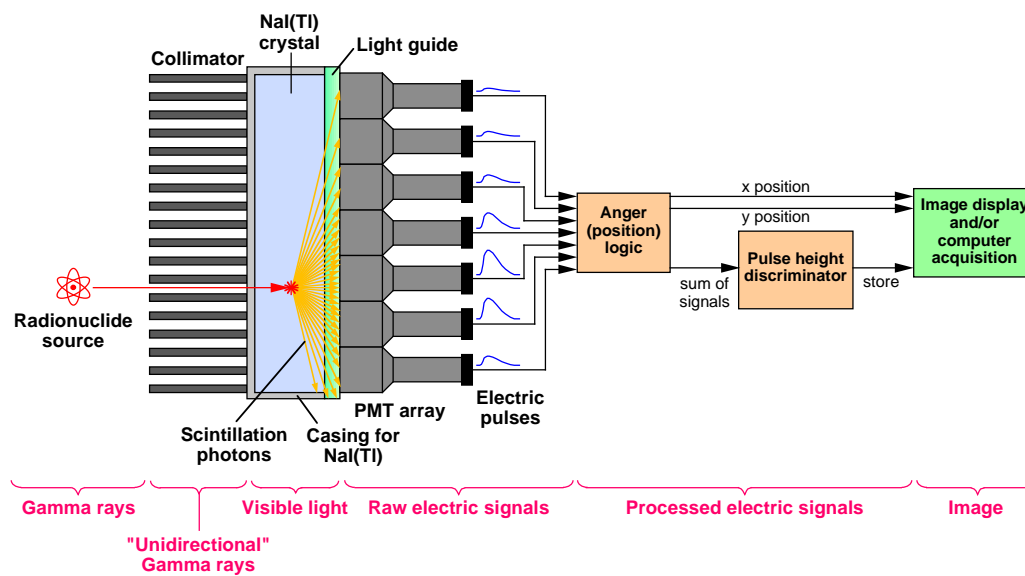 NaI(Tl)
crystal
Collimator
Light guide
x position
y position
Anger
(position)
logic
Image display
and/or
computer
acquisition
Pulse height
discriminator
sum of
signals
store
Radionuclide
source
PMT array
Electric
pulses
Scintillation
photons
Casing for
NaI(Tl)
Gamma rays
"Unidirectional"
Gamma rays
Visible light
Raw electric signals
Processed electric signals
Image